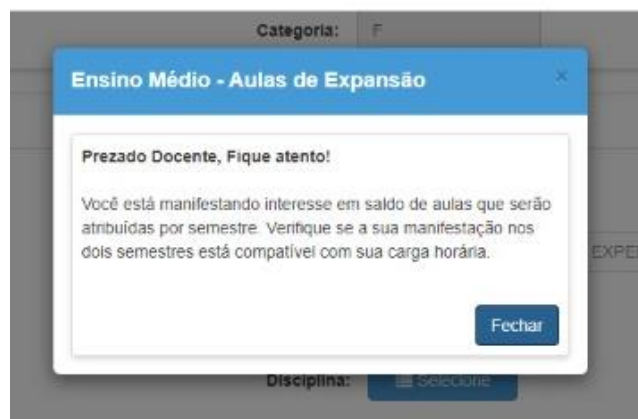 Categoria: F
Ensino Médio - Aulas de Expansão ×
Prezado Docente, Fique atento!
Você está manifestando interesse em saldo de aulas que serão
atribuídas por semestre. Verifique se a sua manifestação nos
dois semestres está compatível com sua carga horária.
EXPE
Fechar
Disciplina: Selecione